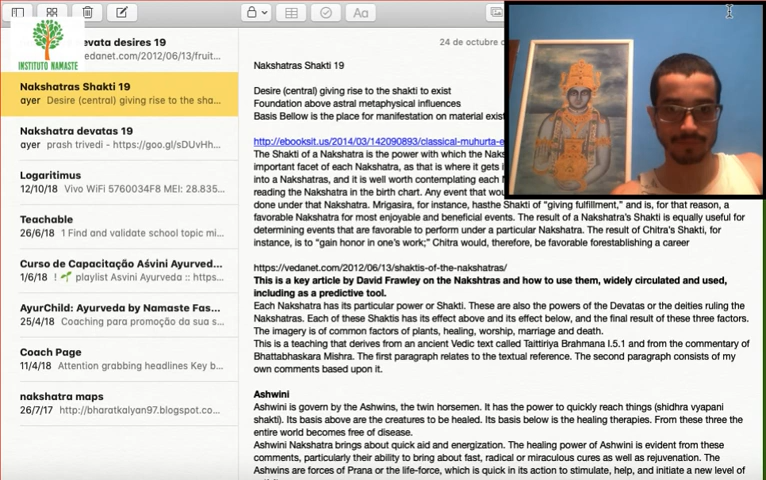 Aa
evata desires 19
edanet.com/2012/06/13/fruit...
INSTITUTO NAMASTE
Nakshatras Shakti 19
ayer Desire (central) giving rise to the sha...
Nakshatra devatas 19
ayer prash trivedi - https://goo.gl/sDUvHh...
Logaritimus
12/10/18 Vivo WiFi 5760034F8 MEI: 28.835...
Teachable
26/6/18 1 Find and validate school topic mi...
Curso de Capacitação Aśvini Ayurved...
1/6/18 ! 🌱 playlist Asvini Ayurveda :: https...
AyurChild: Ayurveda by Namaste Fas...
25/4/18 Coaching para promoção da sua s...
Coach Page
11/4/18 Attention grabbing headlines Key b...
nakshatra maps
26/7/17 http://bharatkalyan97.blogspot.co...
24 de octubre
Nakshatras Shakti 19
Desire (central) giving rise to the shakti to exist
Foundation above astral metaphysical influences
Basis Bellow is the place for manifestation on material exist
http://ebooksit.us/2014/03/142090893/classical-muhurta-e
The Shakti of a Nakshatra is the power with which the Naks
important facet of each Nakshatra, as that is where it gets i
into a Nakshatras, and it is well worth contemplating each N
reading the Nakshatra in the birth chart. Any event that wou
done under that Nakshatra. Mrigasira, for instance, hasthe Shakti of "giving fulfillment," and is, for that reason, a
favorable Nakshatra for most enjoyable and beneficial events. The result of a Nakshatra's Shakti is equally useful for
determining events that are favorable to perform under a particular Nakshatra. The result of Chitra's Shakti, for
instance, is to "gain honor in one's work;" Chitra would, therefore, be favorable forestablishing a career
https://vedanet.com/2012/06/13/shaktis-of-the-nakshatras/
This is a key article by David Frawley on the Nakshtras and how to use them, widely circulated and used,
including as a predictive tool.
Each Nakshatra has its particular power or Shakti. These are also the powers of the Devatas or the deities ruling the
Nakshatras. Each of these Shaktis has its effect above and its effect below, and the final result of these three factors.
The imagery is of common factors of plants, healing, worship, marriage and death.
This is a teaching that derives from an ancient Vedic text called Taittiriya Brahmana I.5.1 and from the commentary of
Bhattabhaskara Mishra. The first paragraph relates to the textual reference. The second paragraph consists of my
own comments based upon it.
Ashwini
Ashwini is governed by the Ashwins, the twin horsemen. It has the power to quickly reach things (shidhra vyapani
shakti). Its basis above are the creatures to be healed. Its basis below is the healing therapies. From these three the
entire world becomes free of disease.
Ashwini Nakshatra brings about quick aid and energization. The healing power of Ashwini is evident from these
comments, particularly their ability to bring about fast, radical or miraculous cures as well as rejuvenation. The
Ashwins are forces of Prana or the life-force, which is quick in its action to stimulate, help, and initiate a new level of